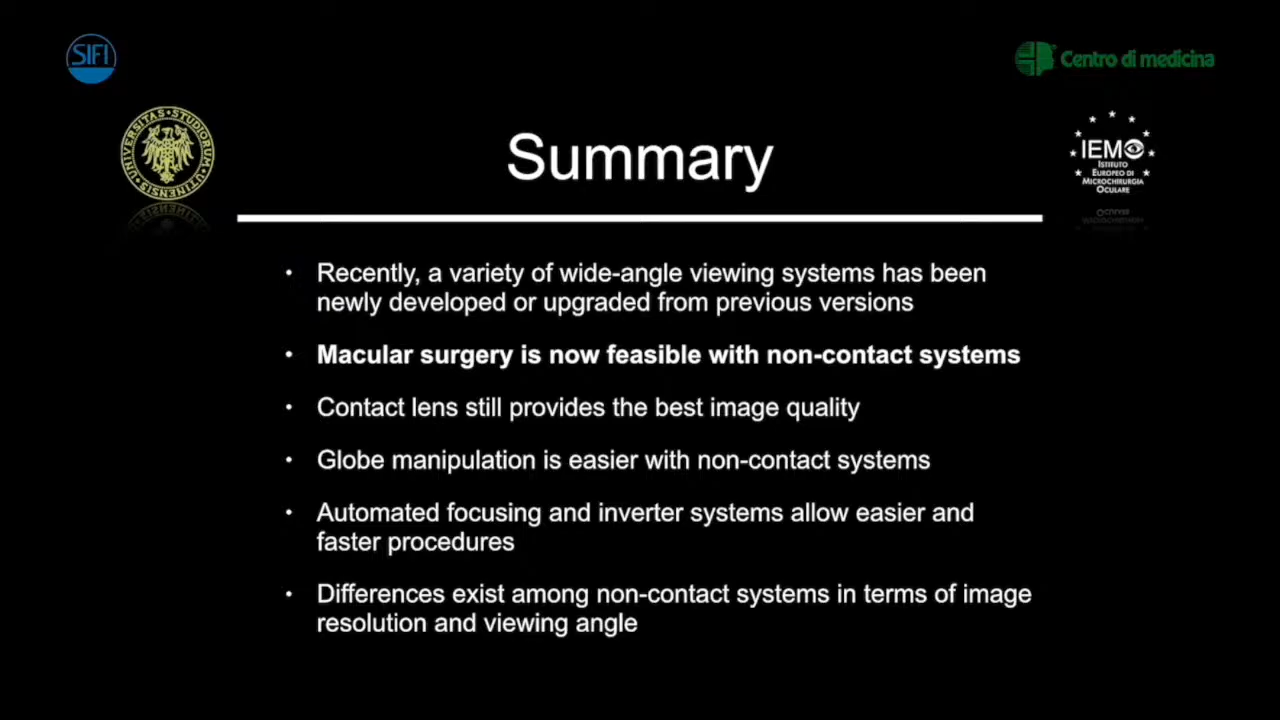 SIFI
Centro di medicina
UNIVERSITAS•STUDIORUM
UTINENSIS
Summary
IEMO
ISTITUTO
EUROPEO DI
MICROCHIRURGIA
OCULARE
• Recently, a variety of wide-angle viewing systems has been
newly developed or upgraded from previous versions
• Macular surgery is now feasible with non-contact systems
• Contact lens still provides the best image quality
• Globe manipulation is easier with non-contact systems
• Automated focusing and inverter systems allow easier and
faster procedures
• Differences exist among non-contact systems in terms of image
resolution and viewing angle